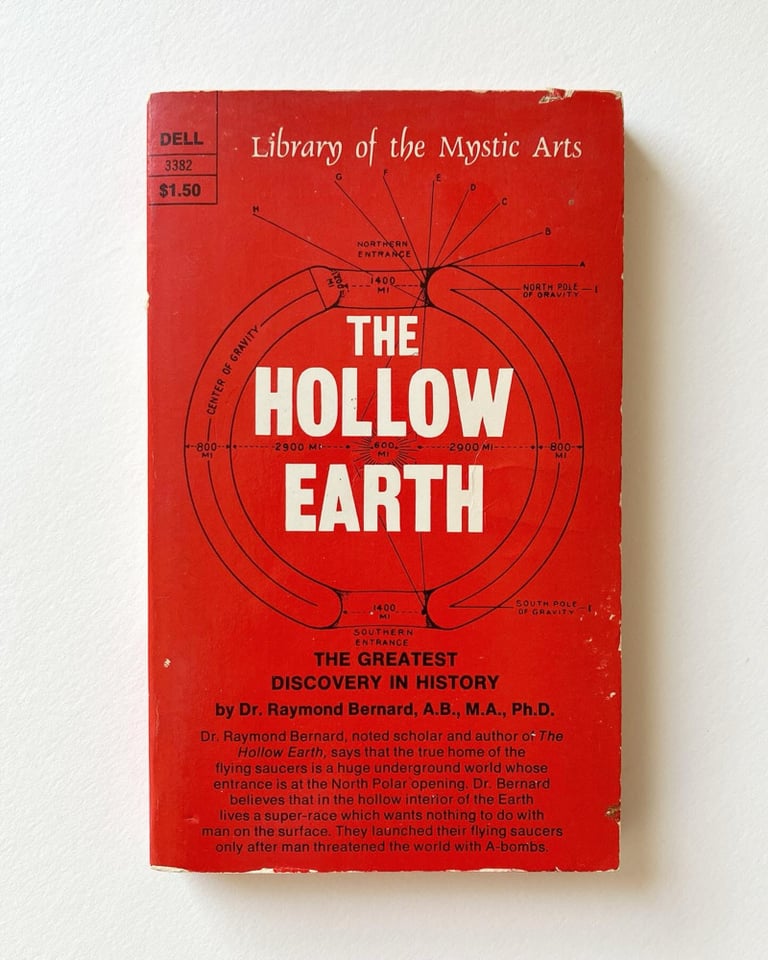 DELL
3382
$1.50
Library of the Mystic Arts
H
G
F
E
D
C
B
A
NORTHERN
ENTRANCE
1200
MI
1400
MI
NORTH POLE
OF GRAVITY
I
CENTER OF GRAVITY
THE
HOLLOW
EARTH
800
MI
2900 MI
600
MI
2900 MI
800
MI
1400
MI
SOUTH POLE
OF GRAVITY
I
SOUTHERN
ENTRANCE
THE GREATEST
DISCOVERY IN HISTORY
by Dr. Raymond Bernard, A.B., M.A., Ph.D.
Dr. Raymond Bernard, noted scholar and author of The
Hollow Earth, says that the true home of the
flying saucers is a huge underground world whose
entrance is at the North Polar opening. Dr. Bernard
believes that in the hollow interior of the Earth
lives a super-race which wants nothing to do with
man on the surface. They launched their flying saucers
only after man threatened the world with A-bombs.